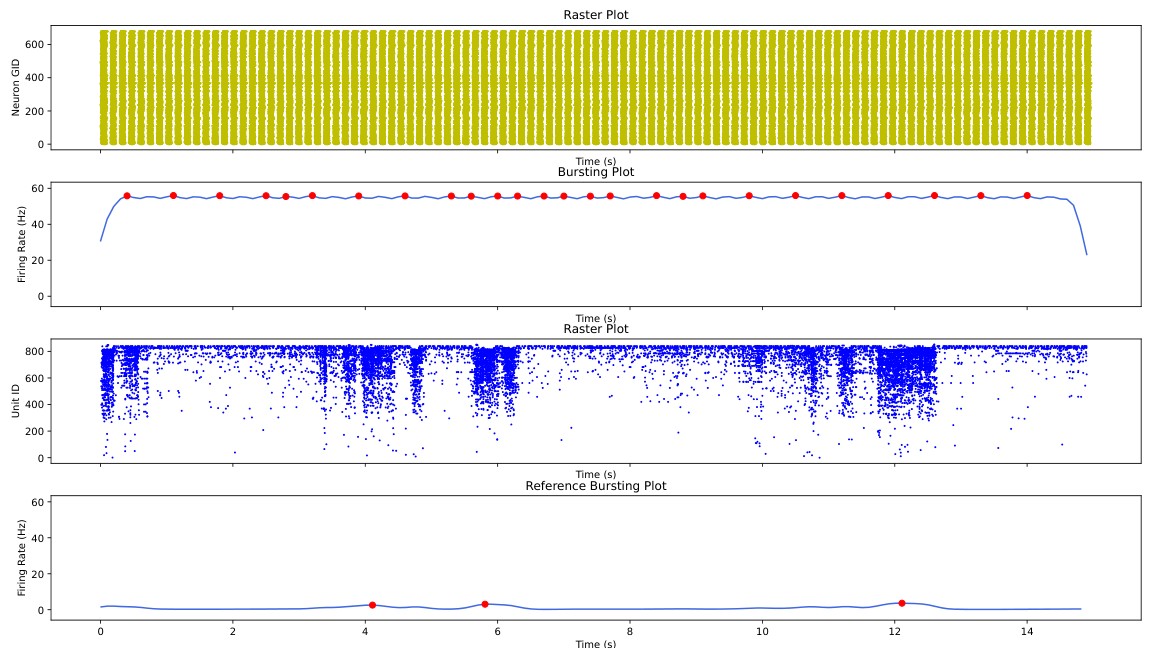 Raster Plot
Neuron GID
600
400
200
0
Time (s)
Bursting Plot
Firing Rate (Hz)
60
40
20
0
Time (s)
Raster Plot
Unit ID
800
600
400
200
0
Time (s)
Reference Bursting Plot
Firing Rate (Hz)
60
40
20
0
0 2 4 6 8 10 12 14
Time (s)